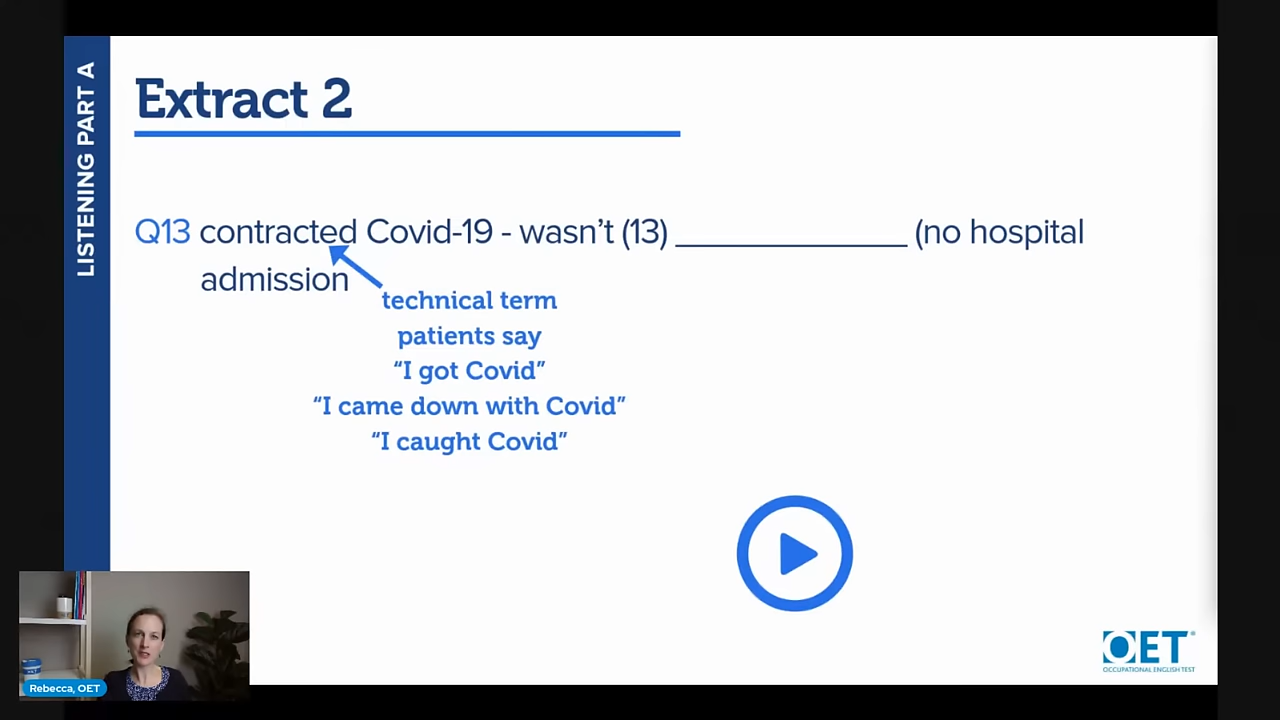 LISTENING PART A
Extract 2
Q13 contracted Covid-19 - wasn't (13) ______________ (no hospital
admission
technical term
patients say
“I got Covid”
“I came down with Covid”
“I caught Covid”
Rebecca, OET
OET®
OCCUPATIONAL ENGLISH TEST